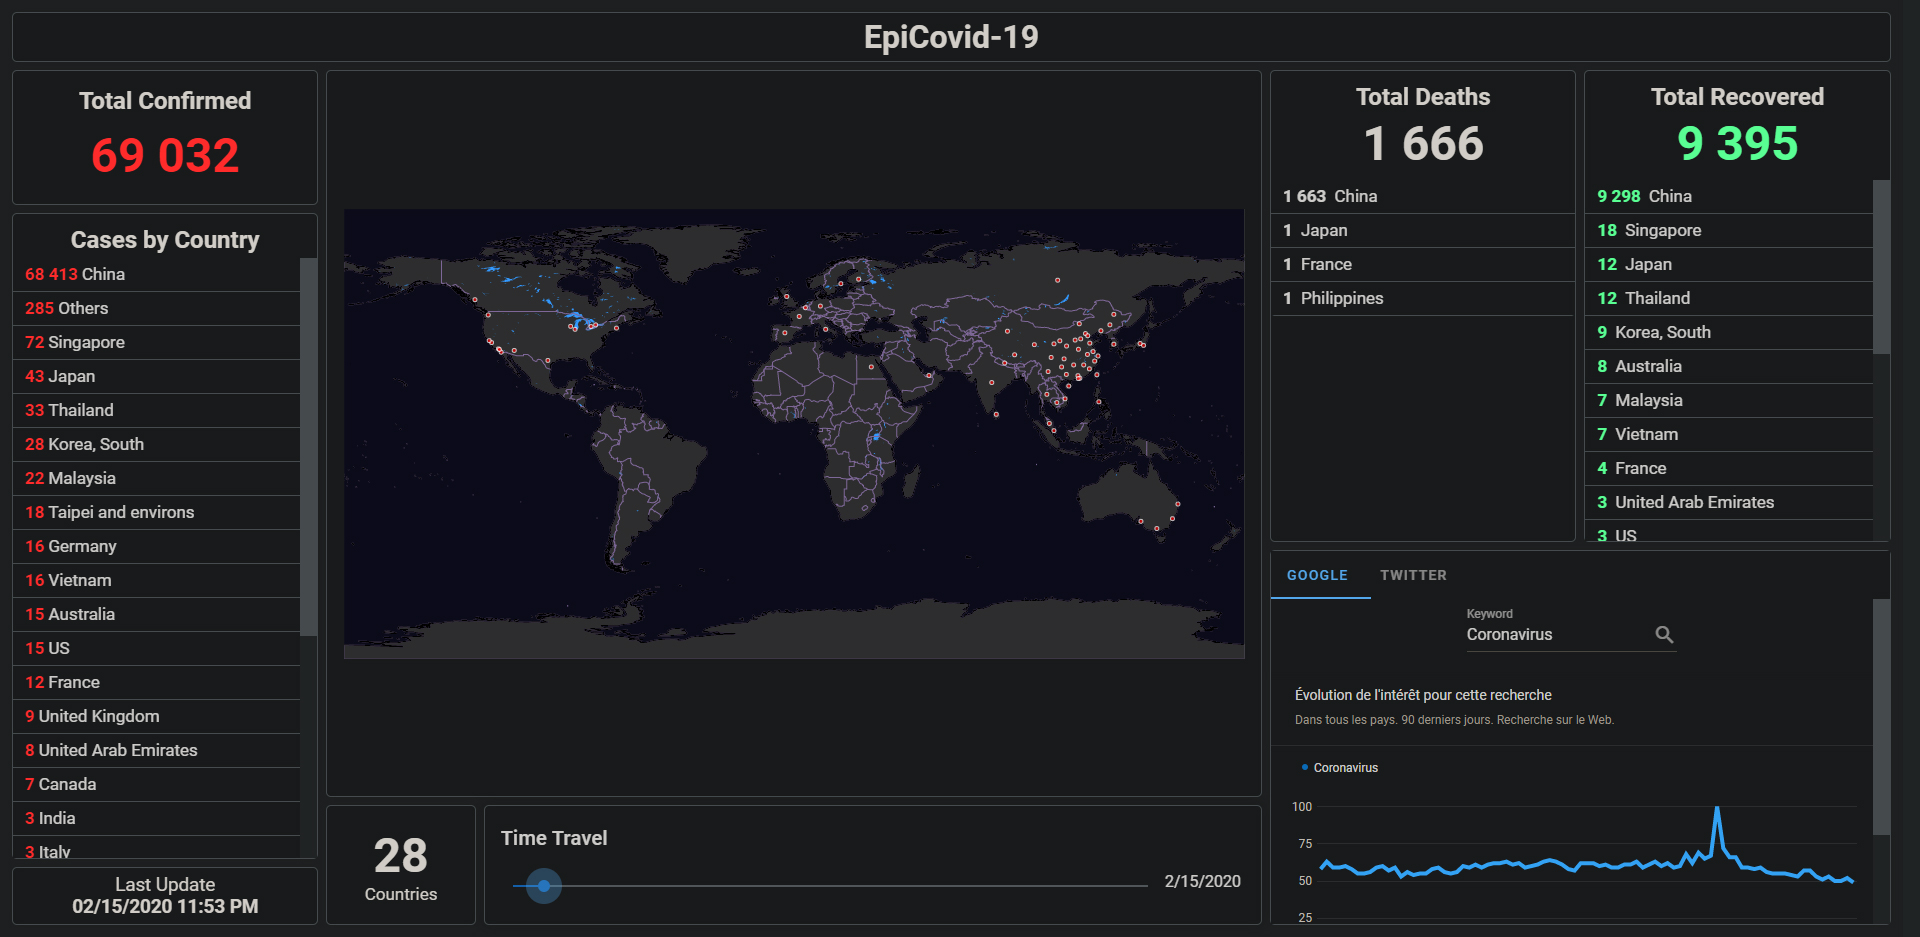 EpiCovid-19
Total Confirmed
69 032
Cases by Country
68 413 China
285 Others
72 Singapore
43 Japan
33 Thailand
28 Korea, South
22 Malaysia
18 Taipei and environs
16 Germany
16 Vietnam
15 Australia
15 US
12 France
9 United Kingdom
8 United Arab Emirates
7 Canada
3 India
3 Italy
Last Update
02/15/2020 11:53 PM
28
Countries
Time Travel
2/15/2020
Total Deaths
1 666
1 663 China
1 Japan
1 France
1 Philippines
Total Recovered
9 395
9 298 China
18 Singapore
12 Japan
12 Thailand
9 Korea, South
8 Australia
7 Malaysia
7 Vietnam
4 France
3 United Arab Emirates
3 US
GOOGLE TWITTER
Keyword
Coronavirus
Évolution de l'intérêt pour cette recherche
Dans tous les pays. 90 derniers jours. Recherche sur le Web.
Coronavirus
100
75
50
25